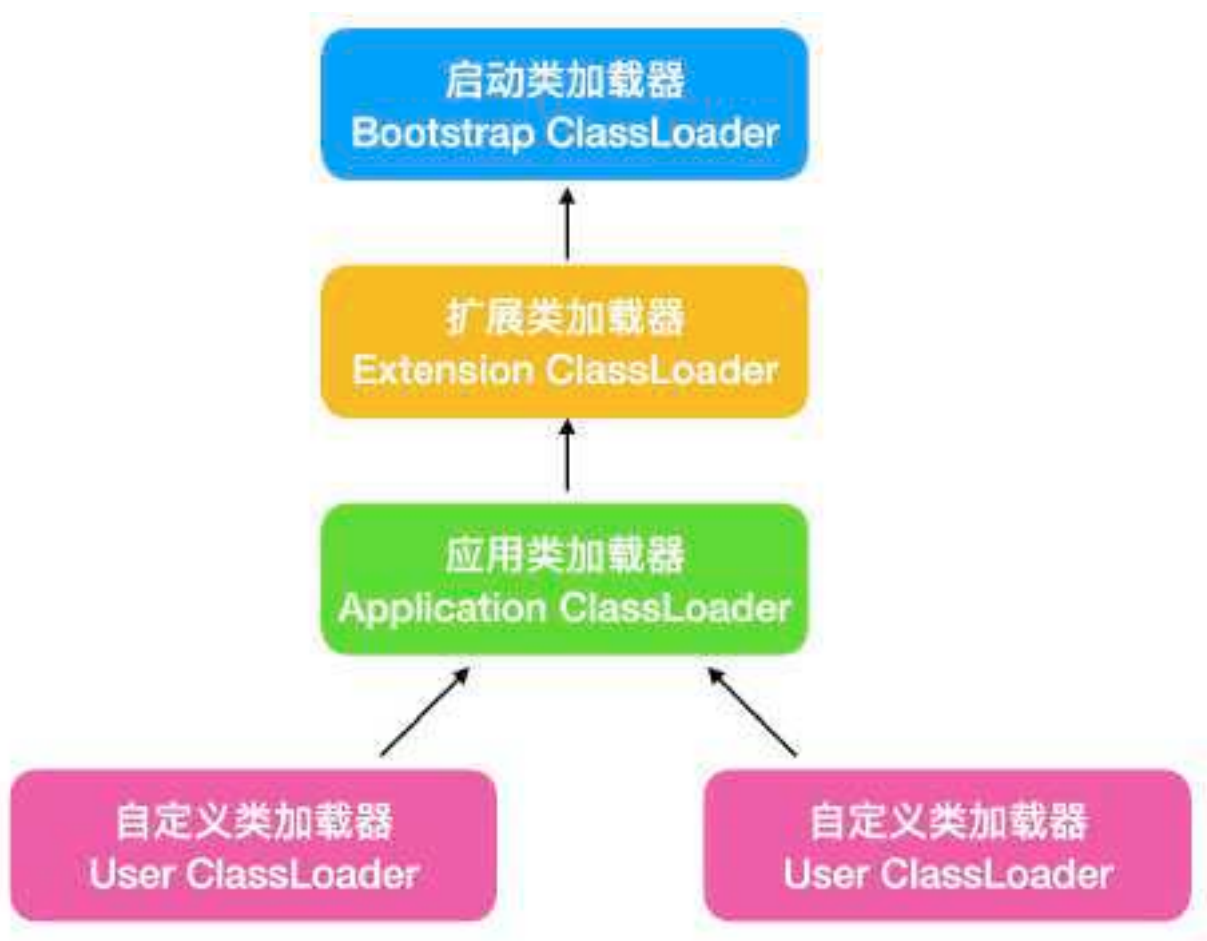 启动类加载器
Bootstrap ClassLoader
扩展类加载器
Extension ClassLoader
应用类加载器
Application ClassLoader
自定义类加载器
User ClassLoader
自定义类加载器
User ClassLoader